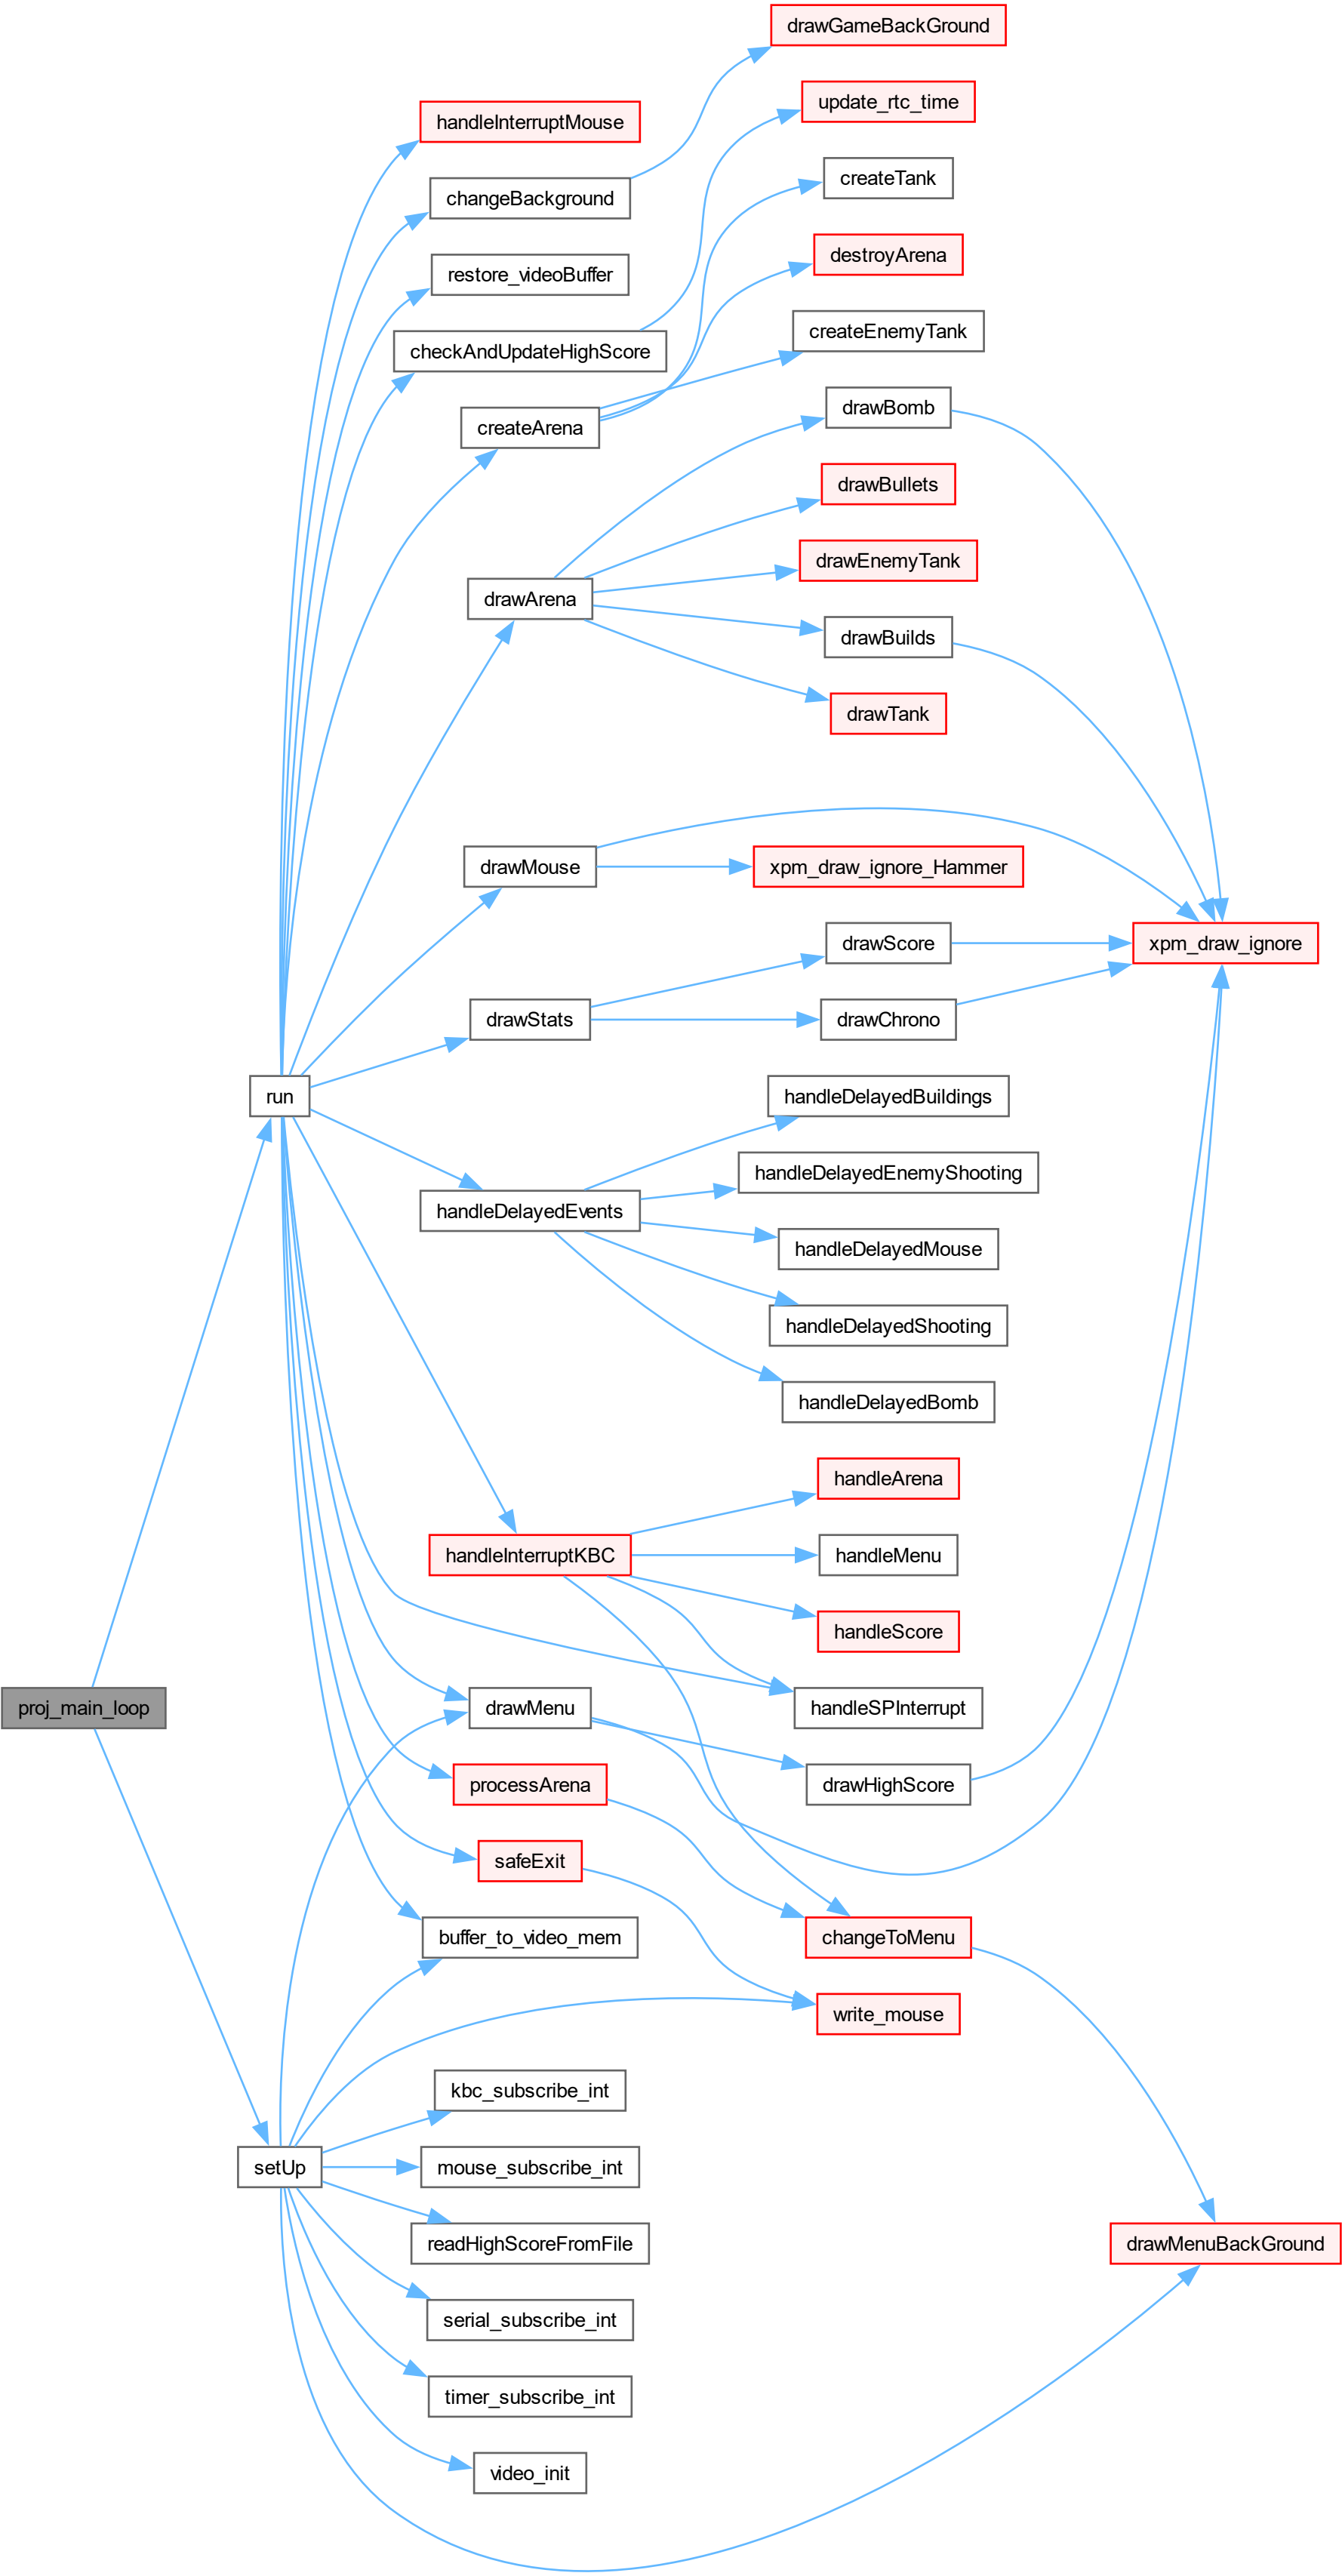 drawGameBackGround
update_rtc_time
handleInterruptMouse
createTank
changeBackground
destroyArena
restore_videoBuffer
createEnemyTank
checkAndUpdateHighScore
drawBomb
createArena
drawBullets
drawEnemyTank
drawArena
drawBuilds
drawTank
drawMouse
xpm_draw_ignore_Hammer
drawScore
xpm_draw_ignore
drawStats
drawChrono
run
handleDelayedBuildings
handleDelayedEnemyShooting
handleDelayedEvents
handleDelayedMouse
handleDelayedShooting
handleDelayedBomb
handleArena
handleInterruptKBC
handleMenu
handleScore
proj_main_loop
drawMenu
handleSPInterrupt
processArena
drawHighScore
safeExit
buffer_to_video_mem
changeToMenu
write_mouse
kbc_subscribe_int
setUp
mouse_subscribe_int
readHighScoreFromFile
drawMenuBackGround
serial_subscribe_int
timer_subscribe_int
video_init